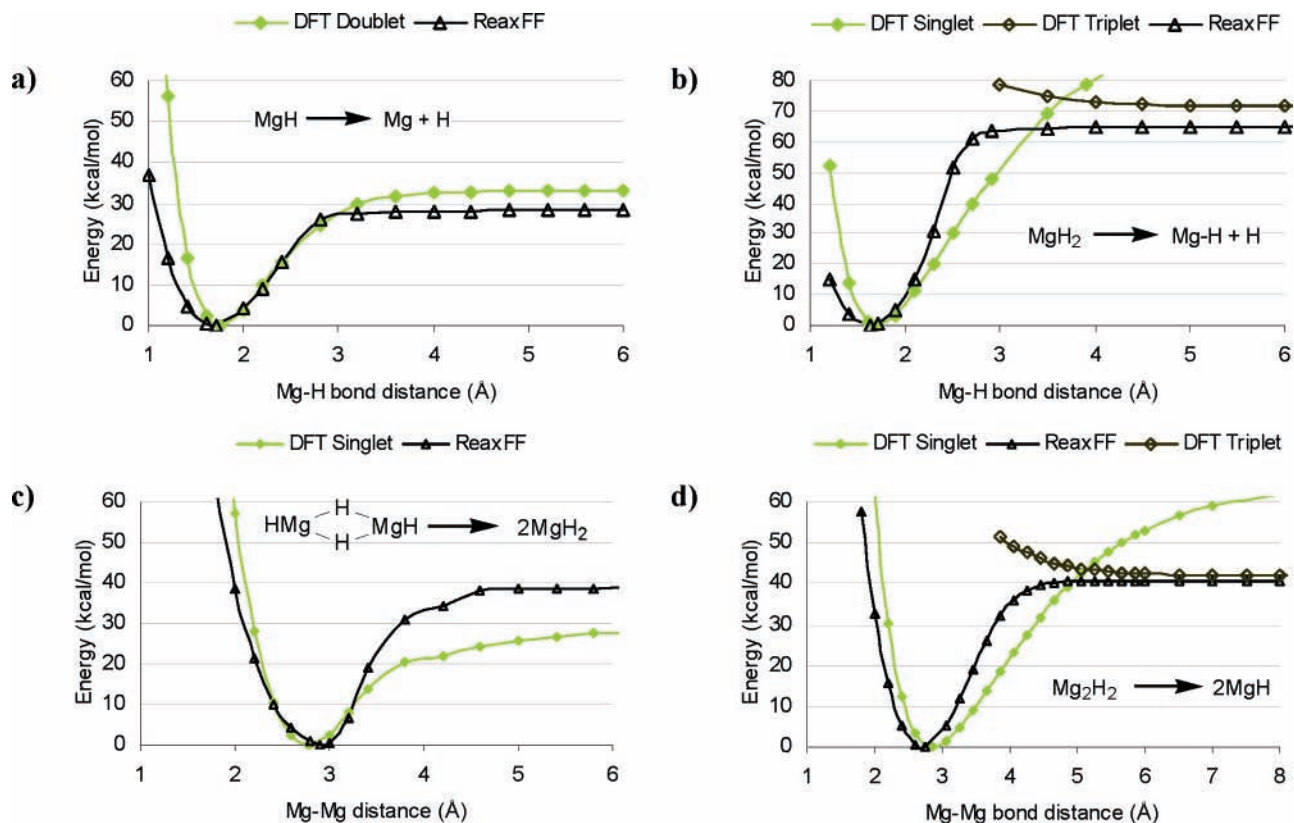 DFT Doublet ReaxFF
a)
MgH → Mg + H
Energy (kcal/mol)
60
50
40
30
20
10
0
1 2 3 4 5 6
Mg-H bond distance (Å)
DFT Singlet DFT Triplet ReaxFF
b)
MgH₂ → Mg-H + H
Energy (kcal/mol)
80
70
60
50
40
30
20
10
0
1 2 3 4 5 6
Mg-H bond distance (Å)
DFT Singlet ReaxFF
c)
H
HMg MgH → 2MgH₂
H
Energy (kcal/mol)
60
50
40
30
20
10
0
1 2 3 4 5 6
Mg-Mg distance (Å)
DFT Singlet ReaxFF DFT Triplet
d)
Mg₂H₂ → 2MgH
Energy (kcal/mol)
60
50
40
30
20
10
0
1 2 3 4 5 6 7 8
Mg-Mg bond distance (Å)